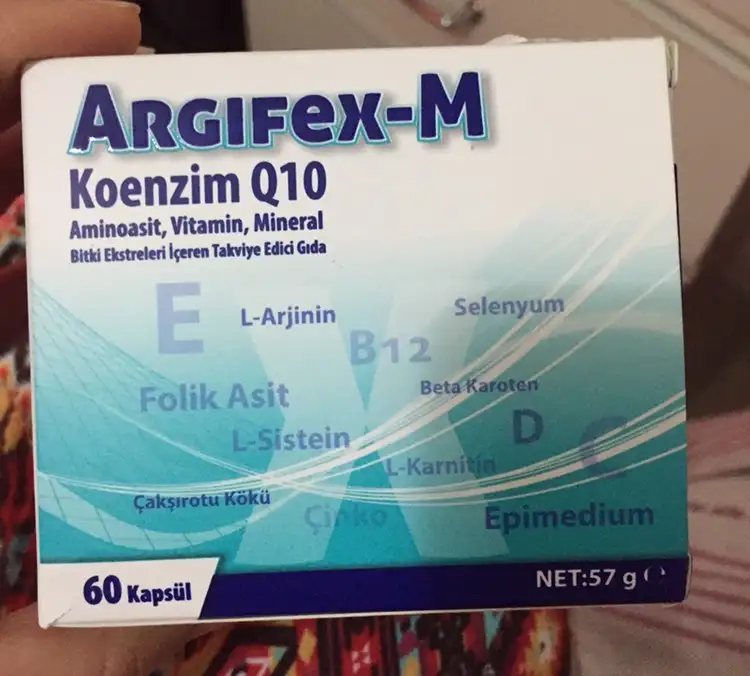 ARGIFEX-M
Koenzim Q10
Aminoasit, Vitamin, Mineral
Bitki Ekstreleri İçeren Takviye Edici Gıda
E
L-Arjinin
Selenyum
B12
Folik Asit
Beta Karoten
L-Sistein
D
C
L-Karnitin
Çakşırotu Kökü
Çinko
Epimedium
X
60 Kapsül
NET:57 g ℮